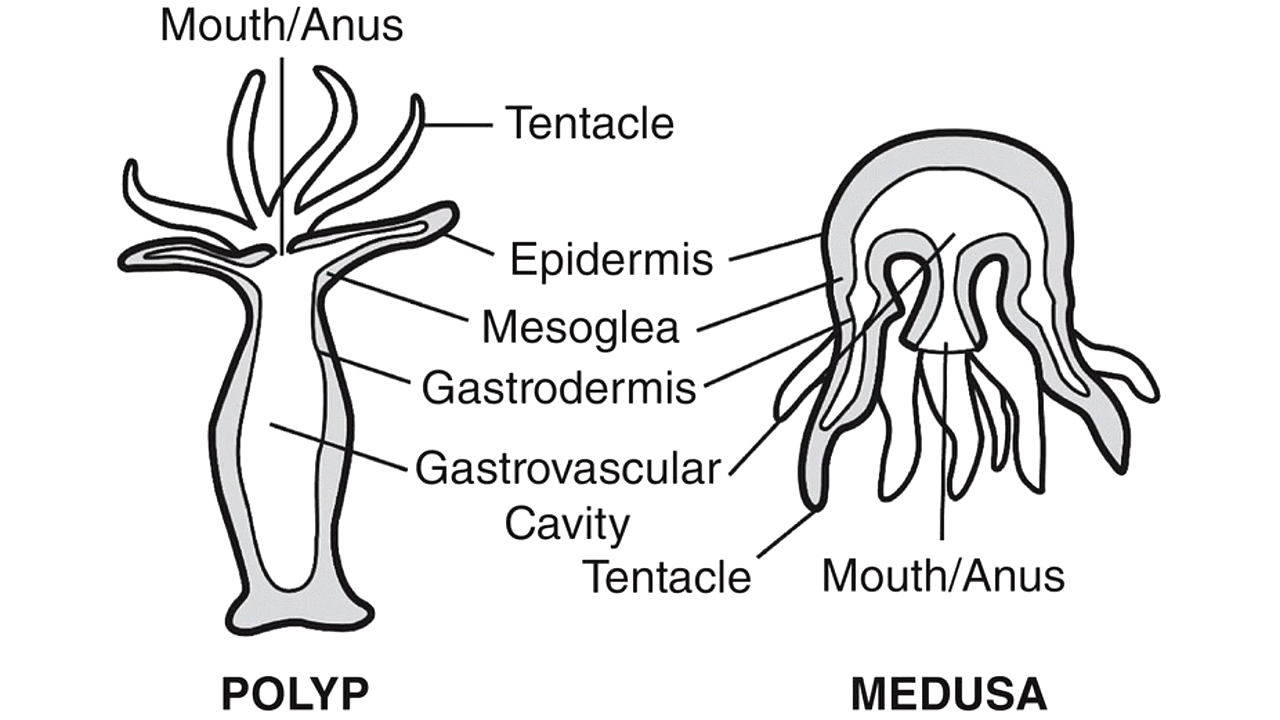 Mouth/Anus
Tentacle
Epidermis
Mesoglea
Gastrodermis
Gastrovascular
Cavity
Tentacle
Mouth/Anus
POLYP
MEDUSA